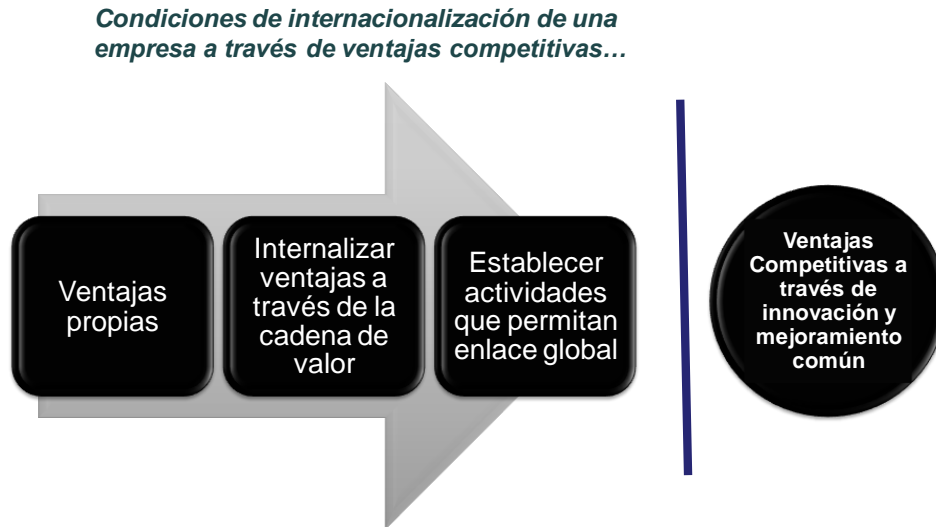 Condiciones de internacionalización de una
empresa a través de ventajas competitivas…
Ventajas
propias
Internalizar
ventajas a
través de la
cadena de
valor
Establecer
actividades
que permitan
enlace global
Ventajas
Competitivas a
través de
innovación y
mejoramiento
común